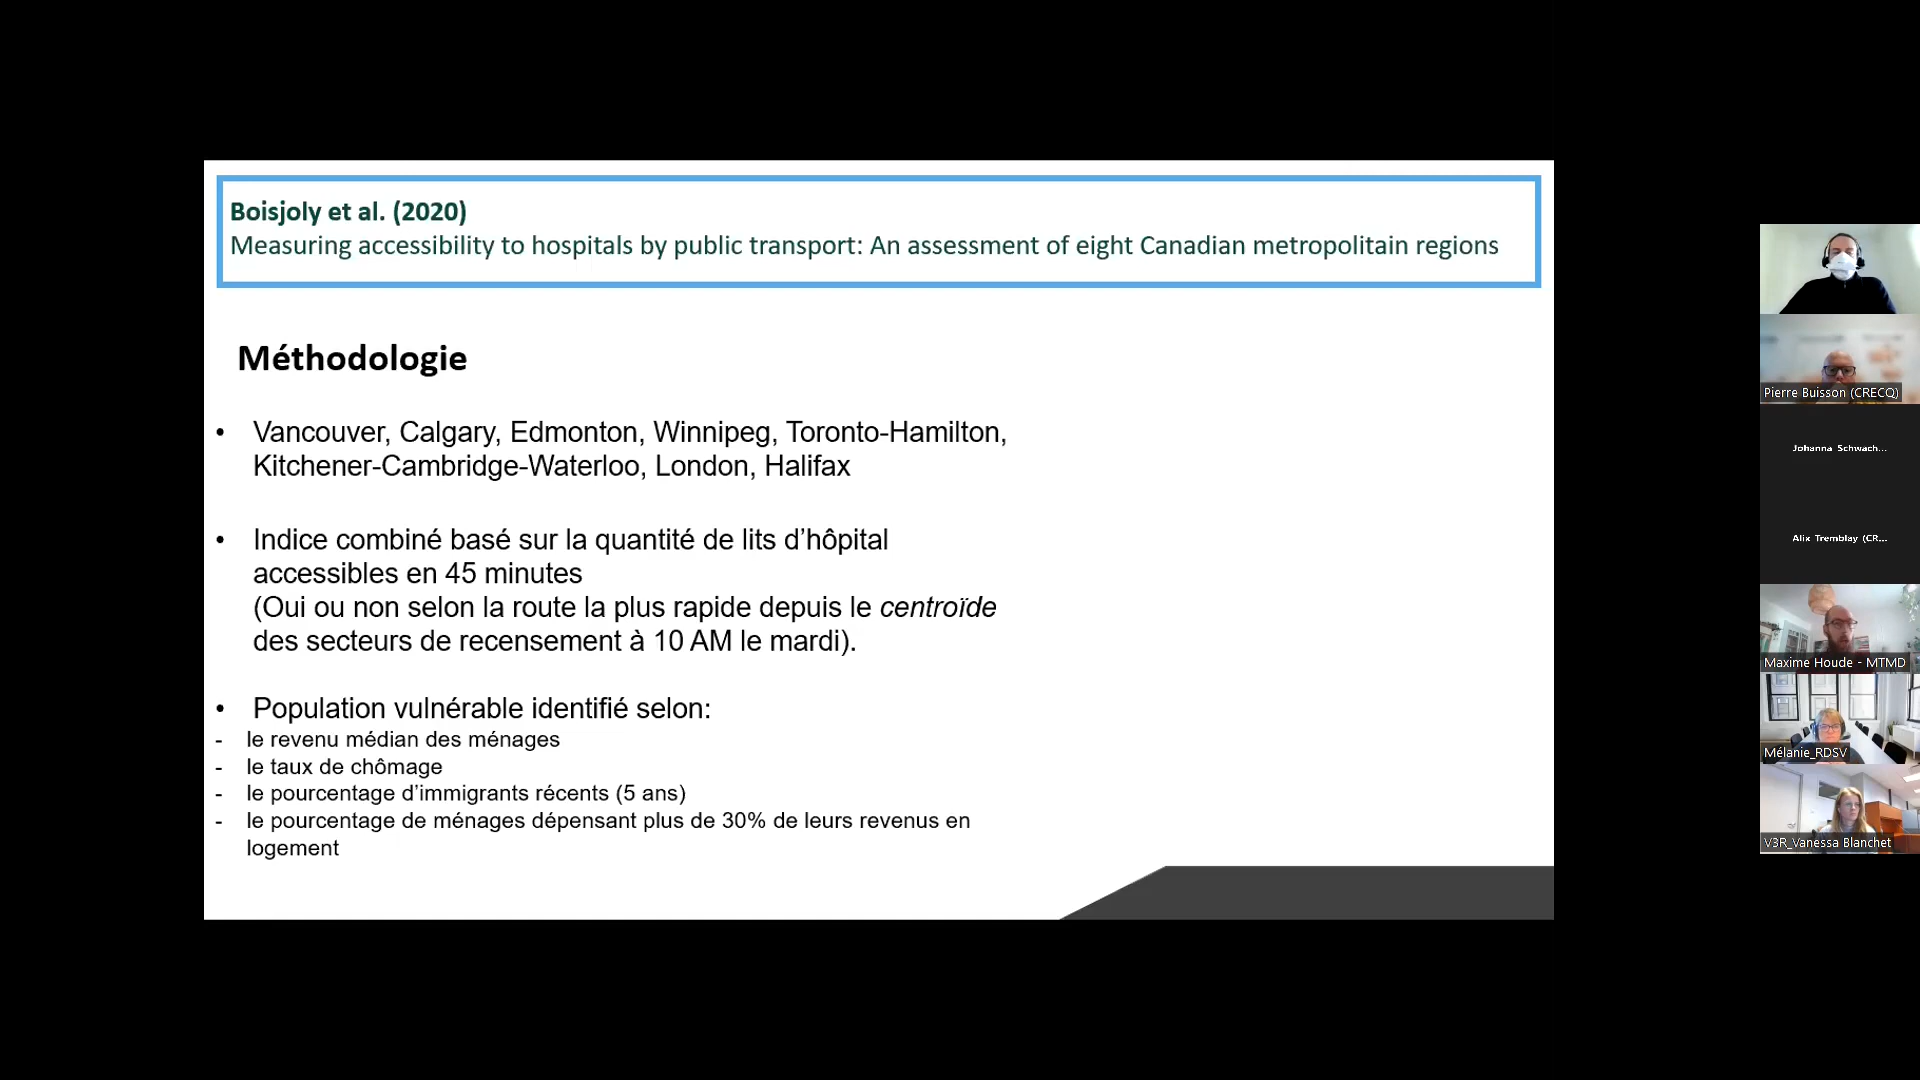 Boisjoly et al. (2020)
Measuring accessibility to hospitals by public transport: An assessment of eight Canadian metropolitain regions
Méthodologie
• Vancouver, Calgary, Edmonton, Winnipeg, Toronto-Hamilton,
Kitchener-Cambridge-Waterloo, London, Halifax
• Indice combiné basé sur la quantité de lits d’hôpital
accessibles en 45 minutes
(Oui ou non selon la route la plus rapide depuis le centroïde
des secteurs de recensement à 10 AM le mardi).
• Population vulnérable identifié selon:
- le revenu médian des ménages
- le taux de chômage
- le pourcentage d’immigrants récents (5 ans)
- le pourcentage de ménages dépensant plus de 30% de leurs revenus en
logement
Pierre Buisson (CRECQ)
Johanna Schwach...
Alix Tremblay (CR...
Maxime Houde - MTMD
Mélanie_RDSV
V3R_Vanessa Blanchet